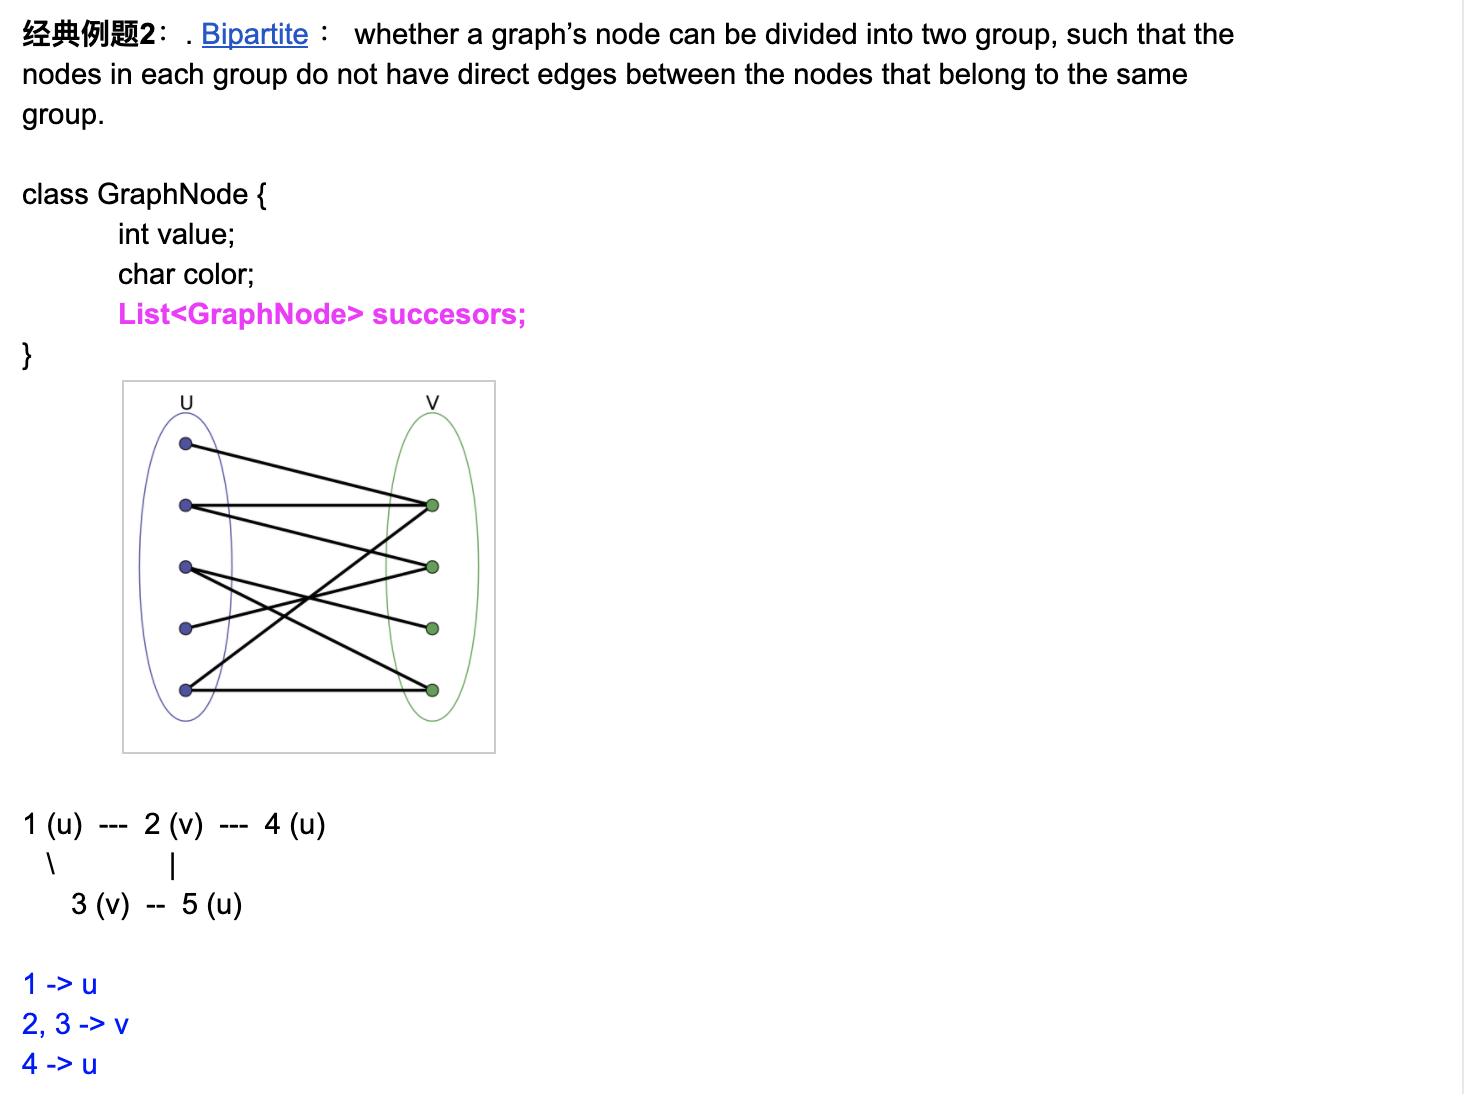 经典例题2： . Bipartite： whether a graph’s node can be divided into two group, such that the
nodes in each group do not have direct edges between the nodes that belong to the same
group.
class GraphNode {
int value;
char color;
List<GraphNode> succesors;
}
U V
1 (u) --- 2 (v) --- 4 (u)
\ |
3 (v) -- 5 (u)
1 -> u
2, 3 -> v
4 -> u